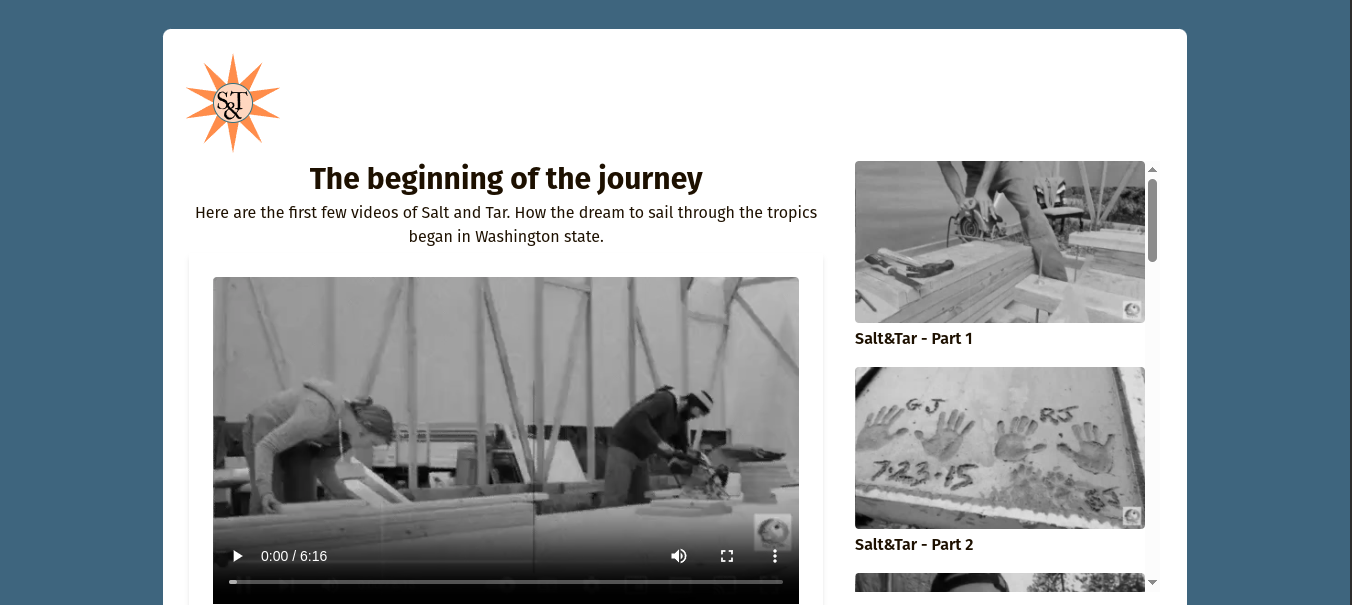 S&T
The beginning of the journey
Here are the first few videos of Salt and Tar. How the dream to sail through the tropics
began in Washington state.
0:00 / 6:16
Salt&Tar - Part 1
GJ RJ
7-23-15
Salt&Tar - Part 2